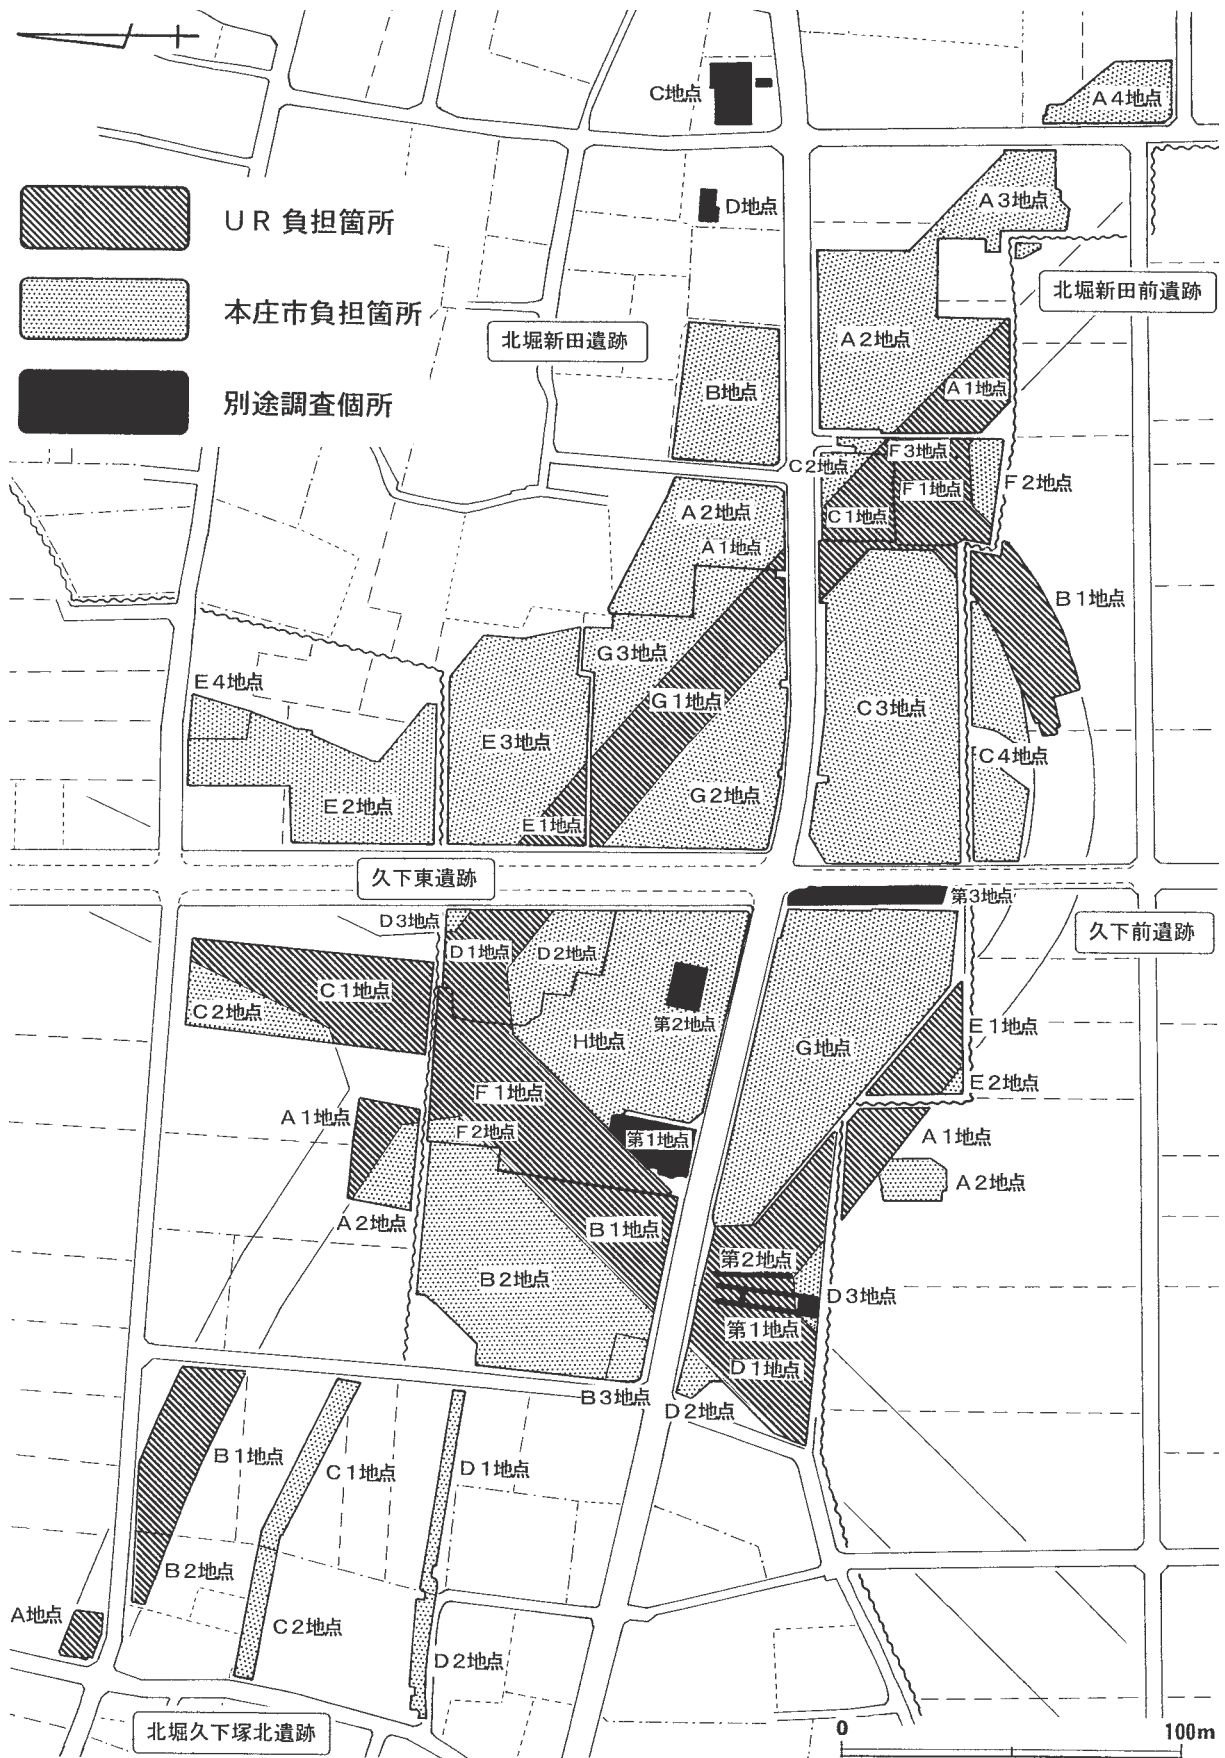 C地点
A4地点
D地点
A3地点
UR負担箇所
本庄市負担箇所
別途調査個所
北堀新田前遺跡
北堀新田遺跡
A2地点
A1地点
B地点
C2地点
F3地点
F1地点
F2地点
C1地点
A2地点
A1地点
B1地点
G3地点
E4地点
G1地点
C3地点
E3地点
C4地点
E2地点
G2地点
E1地点
久下東遺跡
第3地点
久下前遺跡
D3地点
D1地点
D2地点
C1地点
C2地点
第2地点
H地点
G地点
E1地点
E2地点
F1地点
A1地点
F2地点
第1地点
A1地点
A2地点
A2地点
B1地点
B2地点
第2地点
D3地点
第1地点
D1地点
B3地点
D2地点
B1地点
C1地点
D1地点
B2地点
A地点
C2地点
D2地点
北堀久下塚北遺跡
0
100m